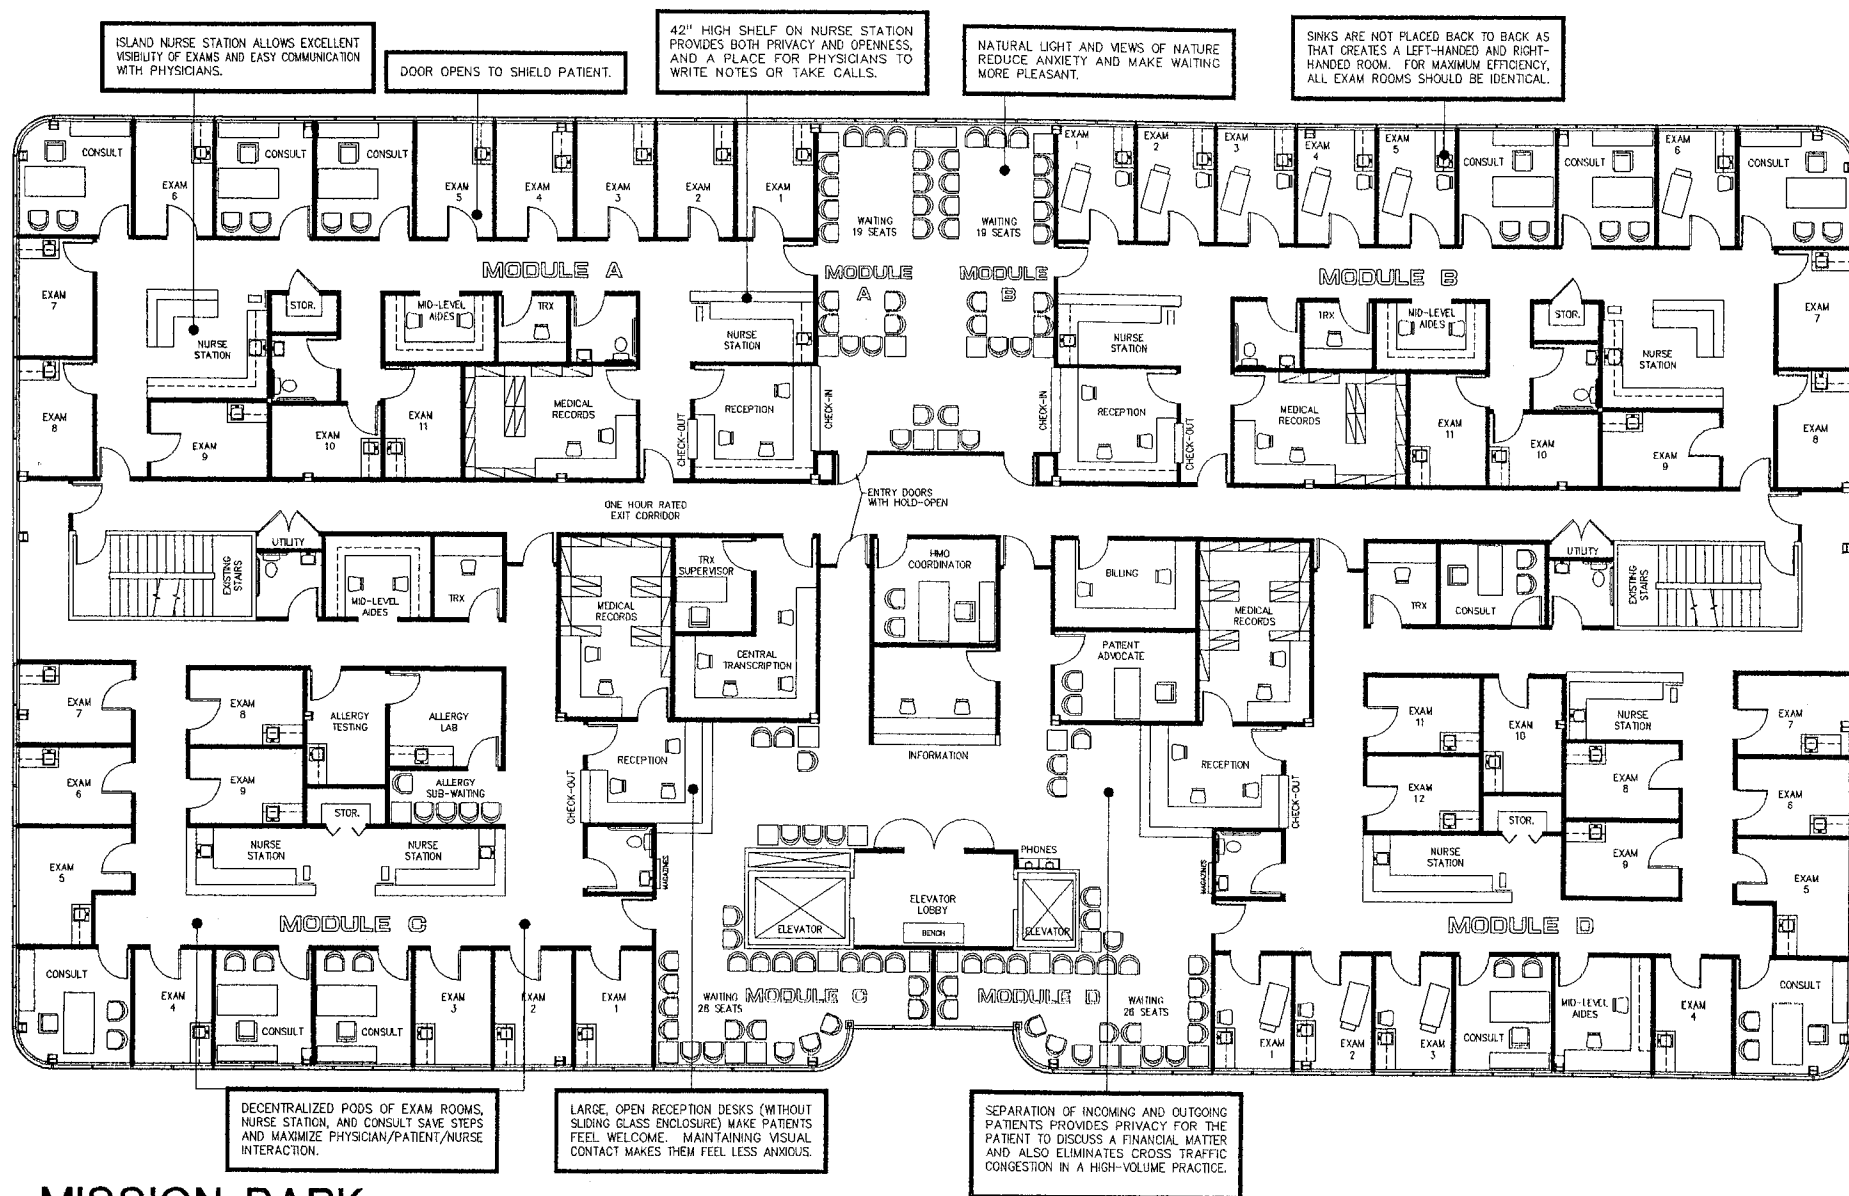 ISLAND NURSE STATION ALLOWS EXCELLENT
VISIBILITY OF EXAMS AND EASY COMMUNICATION
WITH PHYSICIANS.
DOOR OPENS TO SHIELD PATIENT.
42" HIGH SHELF ON NURSE STATION
PROVIDES BOTH PRIVACY AND OPENNESS,
AND A PLACE FOR PHYSICIANS TO
WRITE NOTES OR TAKE CALLS.
NATURAL LIGHT AND VIEWS OF NATURE
REDUCE ANXIETY AND MAKE WAITING
MORE PLEASANT.
SINKS ARE NOT PLACED BACK TO BACK AS
THAT CREATES A LEFT-HANDED AND RIGHT-
HANDED ROOM. FOR MAXIMUM EFFICIENCY,
ALL EXAM ROOMS SHOULD BE IDENTICAL.
CONSULT
EXAM
6
CONSULT
CONSULT
EXAM
5
EXAM
4
EXAM
3
EXAM
2
EXAM
1
WAITING
19 SEATS
WAITING
19 SEATS
EXAM
1
EXAM
2
EXAM
3
EXAM
4
EXAM
5
CONSULT
CONSULT
EXAM
6
CONSULT
MODULE A
MODULE
A
MODULE
B
MODULE B
EXAM
7
NURSE
STATION
STOR.
MID-LEVEL
AIDES
TRX
NURSE
STATION
NURSE
STATION
TRX
MID-LEVEL
AIDES
STOR.
NURSE
STATION
EXAM
7
EXAM
8
EXAM
9
EXAM
10
EXAM
11
MEDICAL
RECORDS
CHECK-OUT
RECEPTION
CHECK-IN
CHECK-IN
RECEPTION
CHECK-OUT
MEDICAL
RECORDS
EXAM
11
EXAM
10
EXAM
9
EXAM
8
ONE HOUR RATED
EXIT CORRIDOR
ENTRY DOORS
WITH HOLD-OPEN
EXISTING
STAIRS
UTILITY
MID-LEVEL
AIDES
TRX
MEDICAL
RECORDS
TRX
SUPERVISOR
CENTRAL
TRANSCRIPTION
HMO
COORDINATOR
BILLING
PATIENT
ADVOCATE
MEDICAL
RECORDS
TRX
CONSULT
UTILITY
EXISTING
STAIRS
EXAM
7
EXAM
8
ALLERGY
TESTING
ALLERGY
LAB
EXAM
6
EXAM
9
ALLERGY
SUB-WAITING
STOR.
CHECK-OUT
RECEPTION
INFORMATION
RECEPTION
CHECK-OUT
EXAM
11
EXAM
10
NURSE
STATION
EXAM
7
EXAM
12
EXAM
8
EXAM
6
STOR.
EXAM
5
NURSE
STATION
NURSE
STATION
MAGAZINES
ELEVATOR
ELEVATOR
LOBBY
BENCH
PHONES
ELEVATOR
MAGAZINES
NURSE
STATION
EXAM
9
EXAM
5
MODULE C
MODULE D
CONSULT
EXAM
4
CONSULT
CONSULT
EXAM
3
EXAM
2
EXAM
1
WAITING
26 SEATS
MODULE C
MODULE D
WAITING
26 SEATS
EXAM
1
EXAM
2
EXAM
3
CONSULT
MID-LEVEL
AIDES
EXAM
4
CONSULT
DECENTRALIZED PODS OF EXAM ROOMS,
NURSE STATION, AND CONSULT SAVE STEPS
AND MAXIMIZE PHYSICIAN/PATIENT/NURSE
INTERACTION.
LARGE, OPEN RECEPTION DESKS (WITHOUT
SLIDING GLASS ENCLOSURE) MAKE PATIENTS
FEEL WELCOME. MAINTAINING VISUAL
CONTACT MAKES THEM FEEL LESS ANXIOUS.
SEPARATION OF INCOMING AND OUTGOING
PATIENTS PROVIDES PRIVACY FOR THE
PATIENT TO DISCUSS A FINANCIAL MATTER
AND ALSO ELIMINATES CROSS TRAFFIC
CONGESTION IN A HIGH-VOLUME PRACTICE.
MISSION PARK